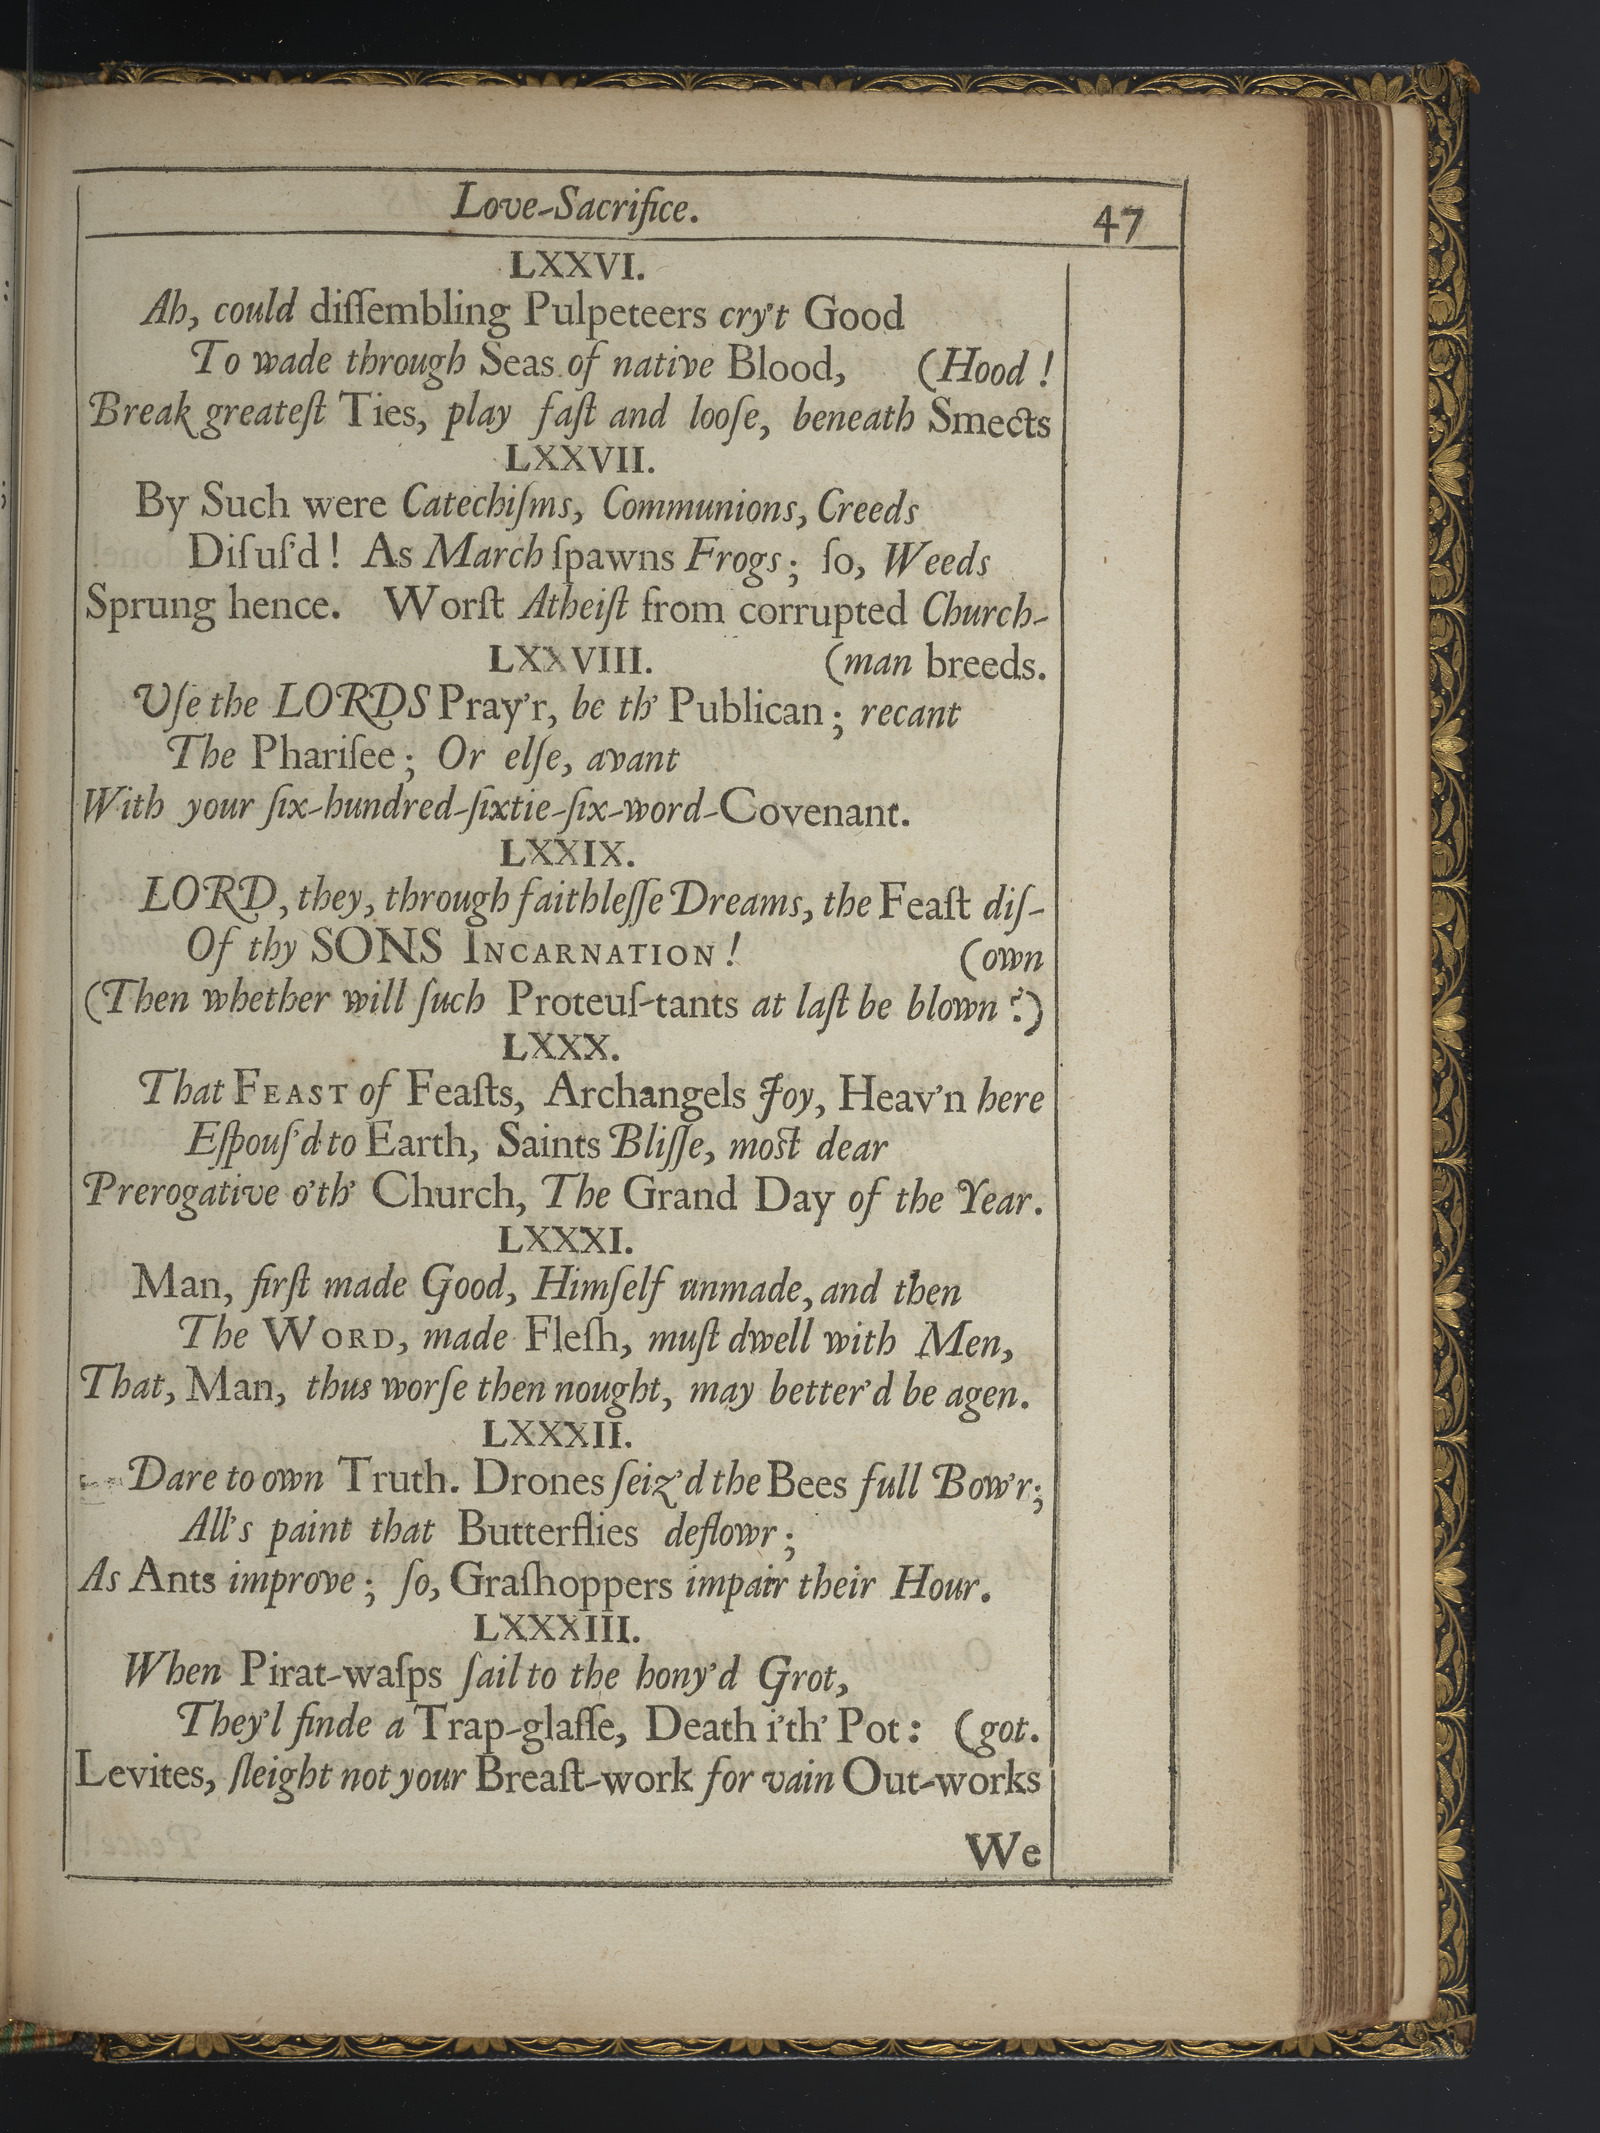 Love-Sacrifice.
47
LXXVI.
Ah, could diſſembling Pulpeteers cry't Good
To wade through Seas of native Blood, (Hood !
Break greateſt Ties, play faſt and looſe, beneath Smects
LXXVII.
By Such were Catechiſms, Communions, Creeds
Diſuſ'd ! As March ſpawns Frogs ; ſo, Weeds
Sprung hence. Worſt Atheiſt from corrupted Church-
LXXVIII. (man breeds.
Uſe the LORDS Pray'r, be th' Publican ; recant
The Phariſee ; Or elſe, avant
With your ſix-hundred-ſixtie-ſix-word-Covenant.
LXXIX.
LORD, they, through faithleſſe Dreams, the Feaſt diſ-
Of thy SONS INCARNATION ! (own
(Then whether will ſuch Proteuſ-tants at laſt be blown ?)
LXXX.
That FEAST of Feaſts, Archangels Joy, Heav'n here
Eſpouſ'd to Earth, Saints Bliſſe, most dear
Prerogative o'th' Church, The Grand Day of the Year.
LXXXI.
Man, firſt made Good, Himſelf unmade, and then
The WORD, made Fleſh, muſt dwell with Men,
That, Man, thus worſe then nought, may better'd be agen.
LXXXII.
Dare to own Truth. Drones ſeiz'd the Bees full Bow'r;
All's paint that Butterflies deflowr ;
As Ants improve ; ſo, Graſhoppers impair their Hour.
LXXXIII.
When Pirat-waſps ſail to the hony'd Grot,
They'l finde a Trap-glaſſe, Death i'th' Pot : (got.
Levites, ſleight not your Breaſt-work for vain Out-works
We